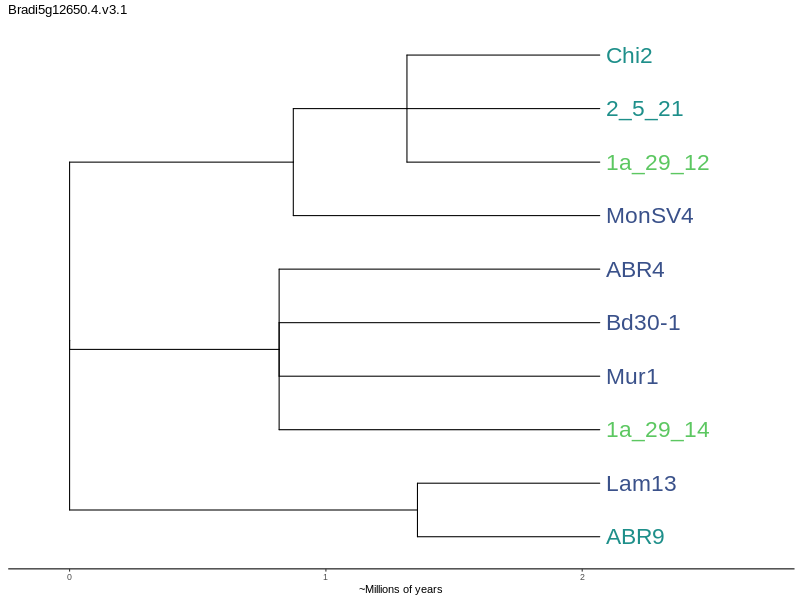 Bradi5g12650.4.v3.1
Chi2
2_5_21
1a_29_12
MonSV4
ABR4
Bd30-1
Mur1
1a_29_14
Lam13
ABR9
0 1 2
~Millions of years